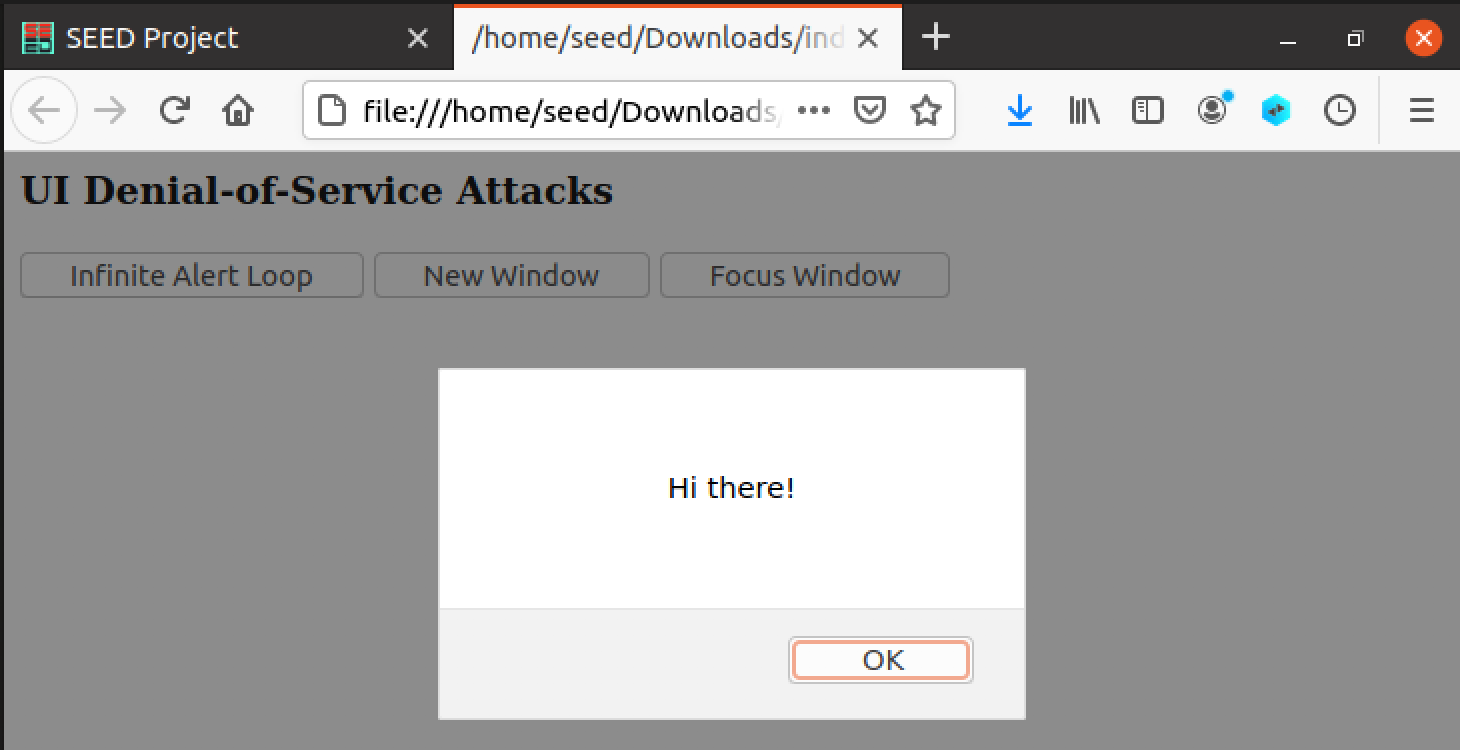 SEED Project
/home/seed/Downloads/ind
file:///home/seed/Downloads/
UI Denial-of-Service Attacks
Infinite Alert Loop
New Window
Focus Window
Hi there!
OK